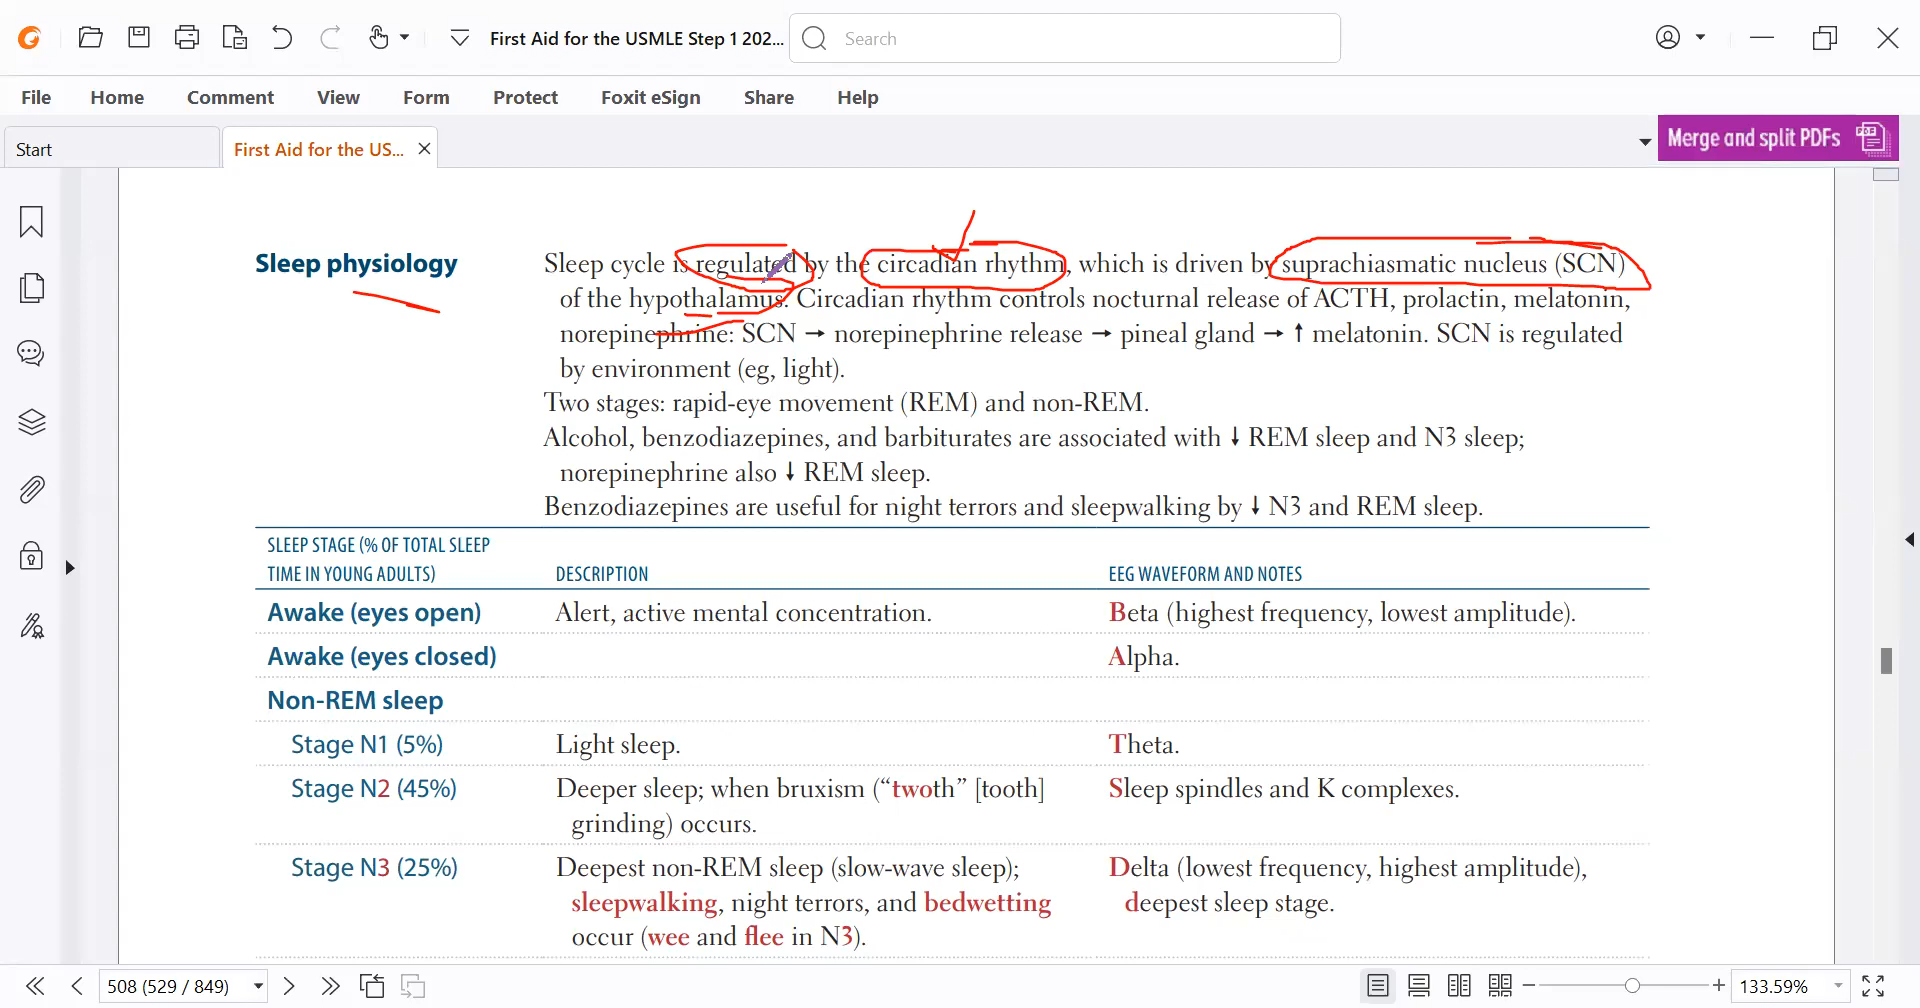 First Aid for the USMLE Step 1 202...
Search
File Home Comment View Form Protect Foxit eSign Share Help
Start
First Aid for the US...
Merge and split PDFs
PDF
Sleep physiology
Sleep cycle is regulated by the circadian rhythm, which is driven by suprachiasmatic nucleus (SCN)
of the hypothalamus. Circadian rhythm controls nocturnal release of ACTH, prolactin, melatonin,
norepinephrine: SCN → norepinephrine release → pineal gland → ↑ melatonin. SCN is regulated
by environment (eg, light).
Two stages: rapid-eye movement (REM) and non-REM.
Alcohol, benzodiazepines, and barbiturates are associated with ↓ REM sleep and N3 sleep;
norepinephrine also ↓ REM sleep.
Benzodiazepines are useful for night terrors and sleepwalking by ↓ N3 and REM sleep.
SLEEP STAGE (% OF TOTAL SLEEP
TIME IN YOUNG ADULTS) DESCRIPTION EEG WAVEFORM AND NOTES
Awake (eyes open) Alert, active mental concentration. Beta (highest frequency, lowest amplitude).
Awake (eyes closed) Alpha.
Non-REM sleep
Stage N1 (5%) Light sleep. Theta.
Stage N2 (45%) Deeper sleep; when bruxism (“twoth” [tooth] Sleep spindles and K complexes.
grinding) occurs.
Stage N3 (25%) Deepest non-REM sleep (slow-wave sleep); Delta (lowest frequency, highest amplitude),
sleepwalking, night terrors, and bedwetting deepest sleep stage.
occur (wee and flee in N3).
508 (529 / 849) 133.59%